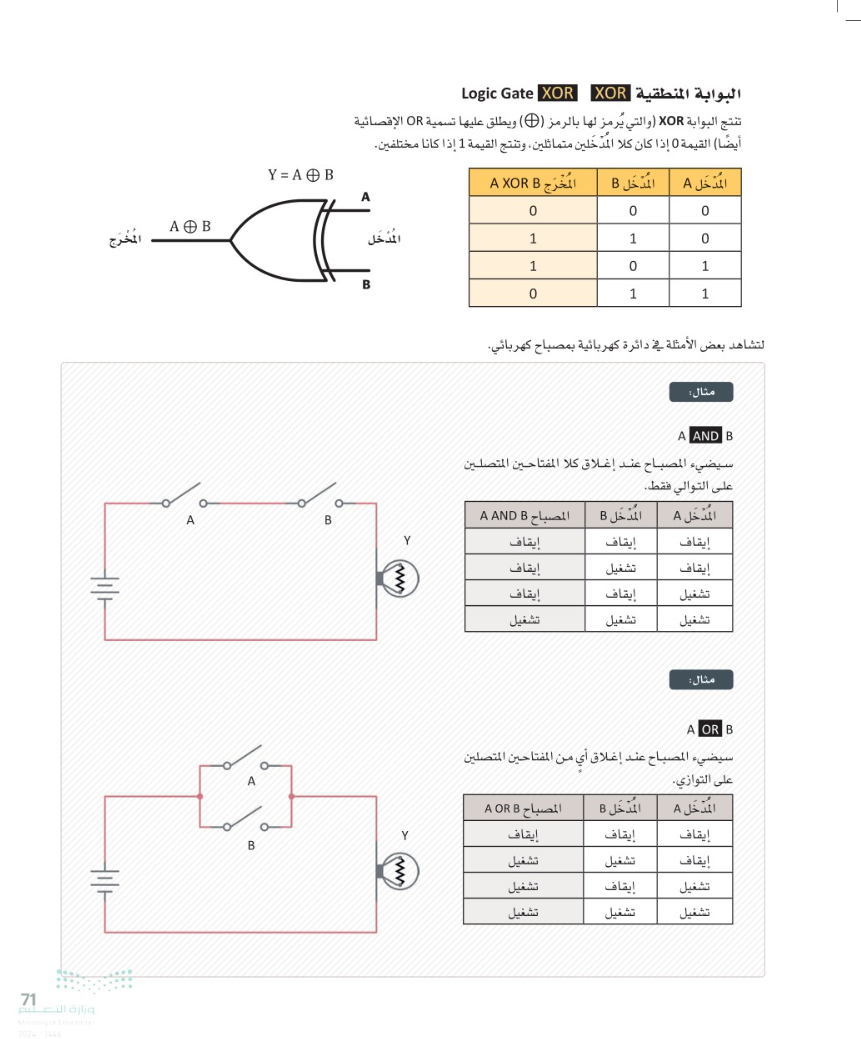 البوابة المنطقية XOR XOR Logic Gate
تنتج البوابة XOR (والتي يُرمز لها بالرمز (⊕) ويطلق عليها تسمية OR الإقصائية
أيضًا) القيمة 0 إذا كان كلا المُدْخَلين متماثلين، وتنتج القيمة 1 إذا كانا مختلفين.
المُدْخَل A المُدْخَل B المُخْرَج A XOR B
0 0 0
0 1 1
1 0 1
1 1 0
Y = A ⊕ B
A
A ⊕ B
المُدْخَل
المُخْرَج
B
لتشاهد بعض الأمثلة في دائرة كهربائية بمصباح كهربائي.
مثال:
A AND B
سيضيء المصباح عند إغلاق كلا المفتاحين المتصلين
على التوالي فقط.
المُدْخَل A المُدْخَل B المصباح A AND B
إيقاف إيقاف إيقاف
إيقاف تشغيل إيقاف
تشغيل إيقاف إيقاف
تشغيل تشغيل تشغيل
A
B
Y
مثال:
A OR B
سيضيء المصباح عند إغلاق أيٍ من المفتاحين المتصلين
على التوازي.
المُدْخَل A المُدْخَل B المصباح A OR B
إيقاف إيقاف إيقاف
إيقاف تشغيل تشغيل
تشغيل إيقاف تشغيل
تشغيل تشغيل تشغيل
A
B
Y
71
وزارة التعليم
Ministry of Education
2024 - 1446